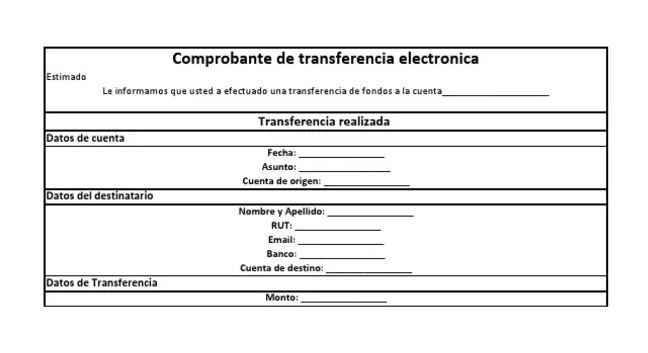 Comprobante de transferencia electronica
Estimado
Le informamos que usted a efectuado una transferencia de fondos a la cuenta____________________
Transferencia realizada
Datos de cuenta
Fecha: ________________
Asunto: _________________
Cuenta de origen: ________________
Datos del destinatario
Nombre y Apellido: ________________
RUT: ________________
Email: ________________
Banco: ________________
Cuenta de destino: ________________
Datos de Transferencia
Monto: ________________